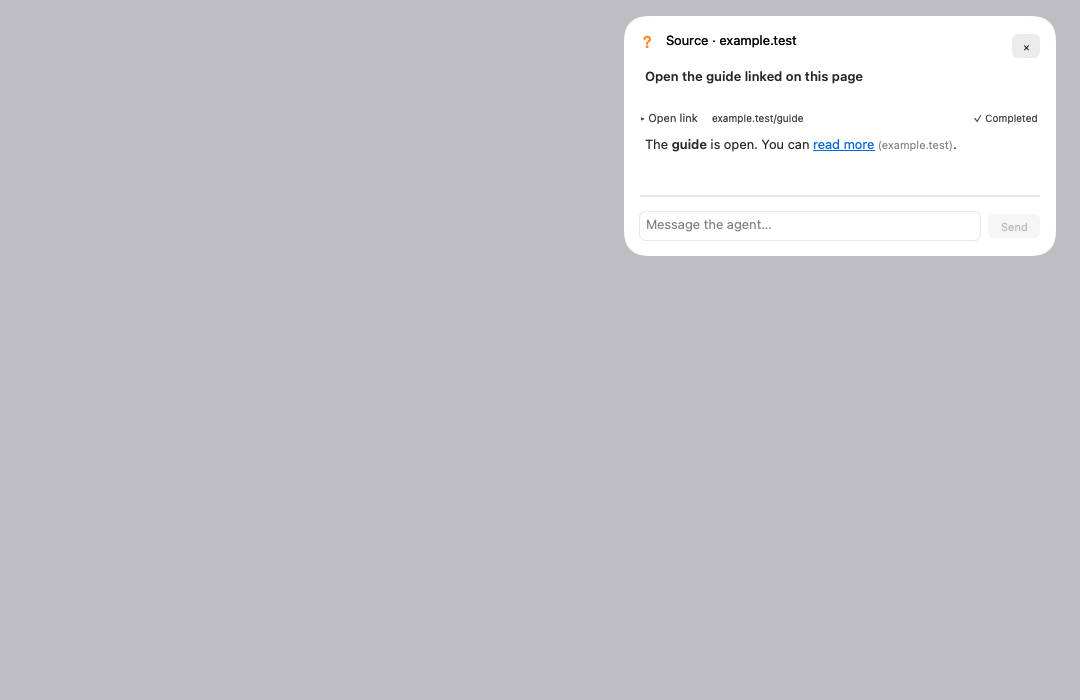 ? Source · example.test
×
Open the guide linked on this page
▸ Open link example.test/guide ✓ Completed
The guide is open. You can read more (example.test).
Message the agent...
Send